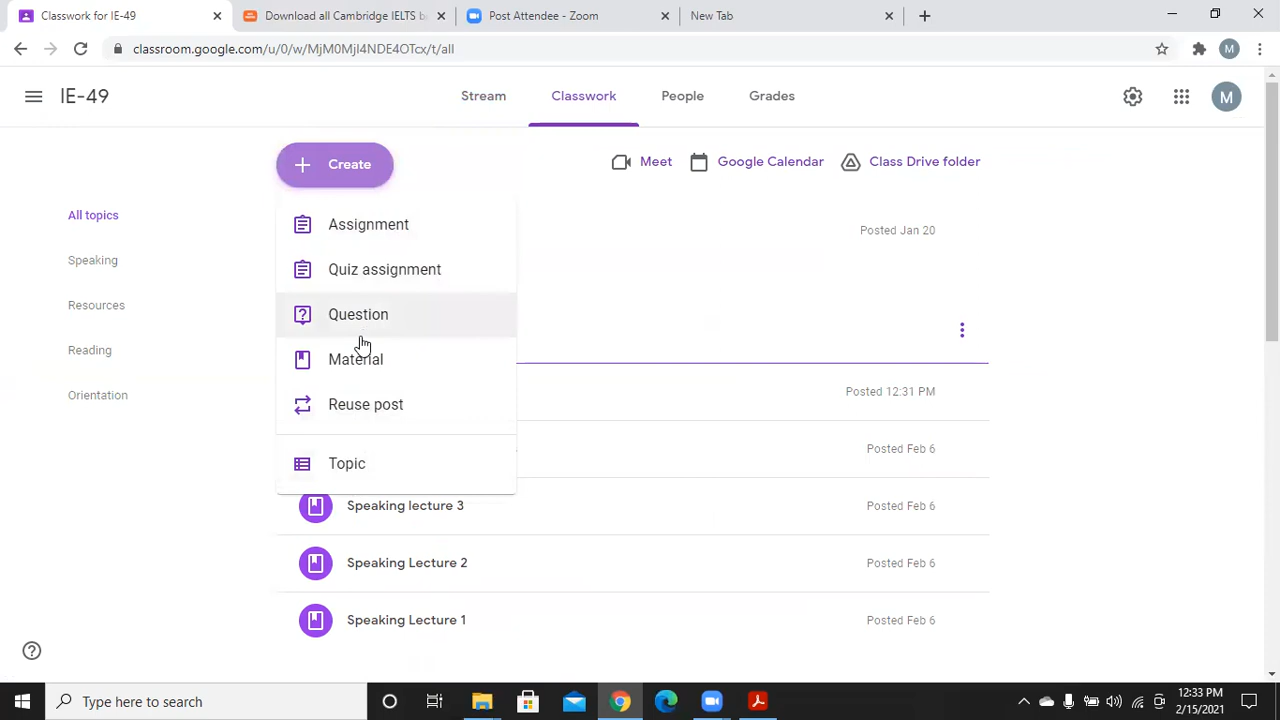 Classwork for IE-49
Download all Cambridge IELTS b
Post Attendee - Zoom
New Tab
classroom.google.com/u/0/w/MjM0MjI4NDE4OTcx/t/all
M
IE-49
Stream
Classwork
People
Grades
M
Create
Meet
Google Calendar
Class Drive folder
All topics
Speaking
Resources
Reading
Orientation
Assignment
Quiz assignment
Question
Material
Reuse post
Topic
Posted Jan 20
Posted 12:31 PM
Posted Feb 6
Speaking lecture 3
Posted Feb 6
Speaking Lecture 2
Posted Feb 6
Speaking Lecture 1
Posted Feb 6
Type here to search
12:33 PM
2/15/2021